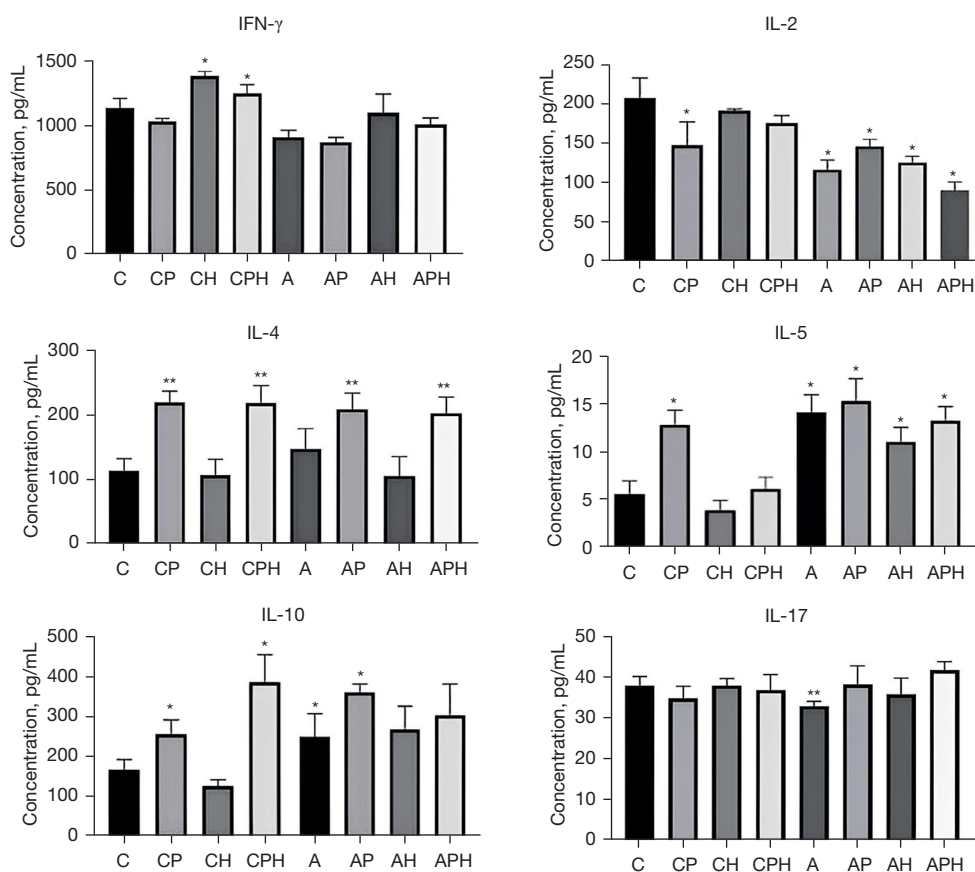 IFN-γ
Concentration, pg/mL
1500
1000
500
0
*
*
C CP CH CPH A AP AH APH
IL-2
Concentration, pg/mL
250
200
150
100
50
0
*
*
*
*
*
C CP CH CPH A AP AH APH
IL-4
Concentration, pg/mL
300
200
100
0
**
**
**
**
C CP CH CPH A AP AH APH
IL-5
Concentration, pg/mL
20
15
10
5
0
*
*
*
*
*
C CP CH CPH A AP AH APH
IL-10
Concentration, pg/mL
500
400
300
200
100
0
*
*
*
*
C CP CH CPH A AP AH APH
IL-17
Concentration, pg/mL
50
40
30
20
10
0
**
C CP CH CPH A AP AH APH